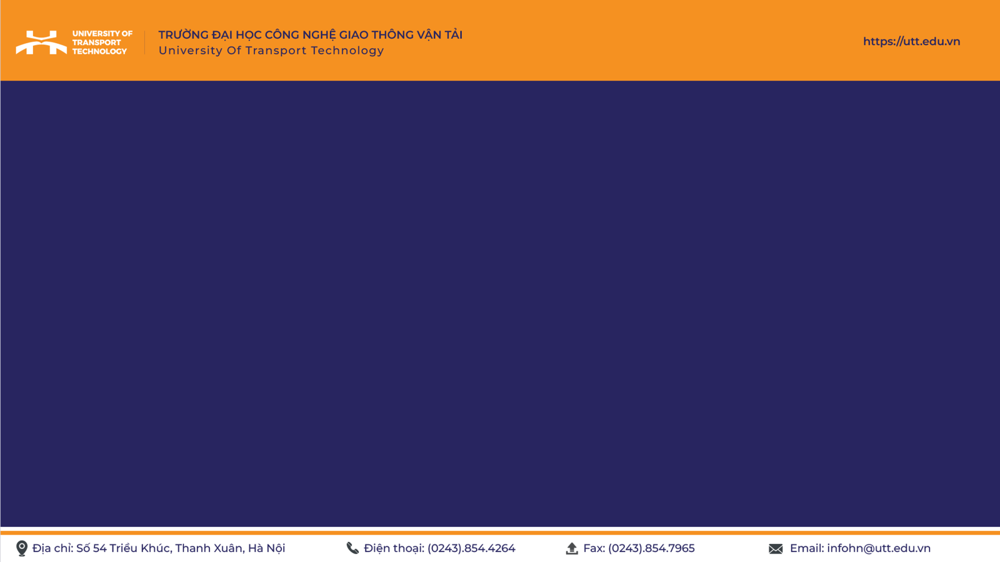 UNIVERSITY OF
TRANSPORT
TECHNOLOGY
TRƯỜNG ĐẠI HỌC CÔNG NGHỆ GIAO THÔNG VẬN TẢI
University Of Transport Technology
https://utt.edu.vn
Địa chỉ: Số 54 Triều Khúc, Thanh Xuân, Hà Nội
Điện thoại: (0243).854.4264
Fax: (0243).854.7965
Email: infohn@utt.edu.vn